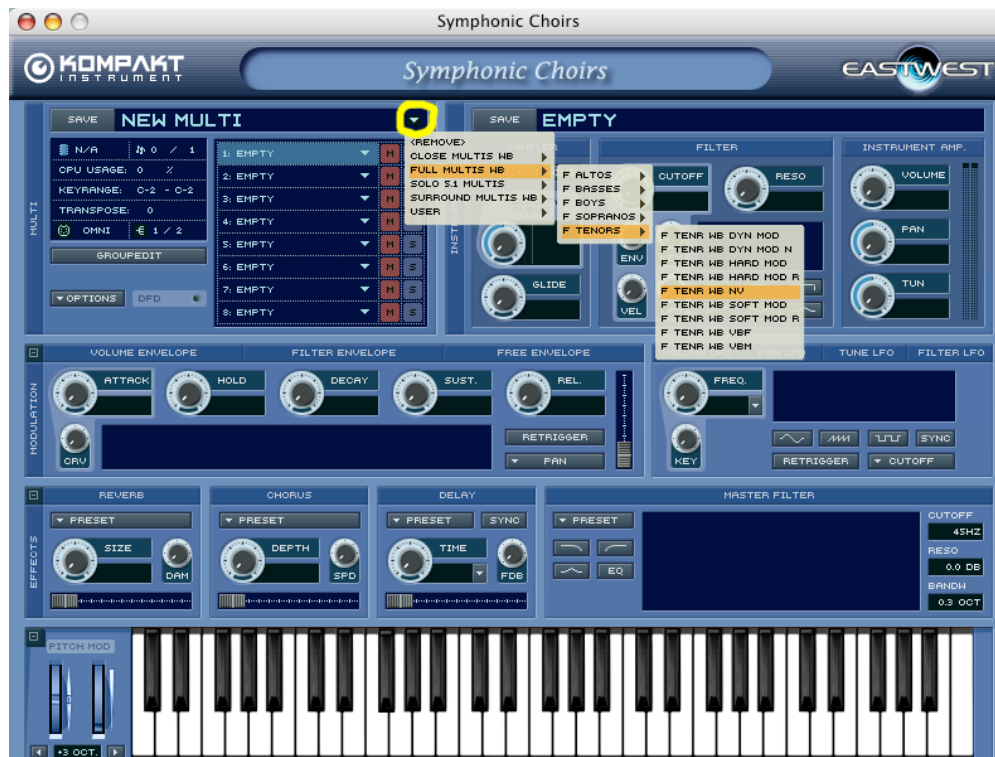 Symphonic Choirs
KOMPAKT
INSTRUMENT
Symphonic Choirs
EASTWEST
MULTI
SAVE
NEW MULTI
N/A
0 / 1
CPU USAGE: 0 %
KEYRANGE: C-2 - C-2
TRANSPOSE: 0
OMNI
1 / 2
GROUPEDIT
OPTIONS
DFD
1: EMPTY M
2: EMPTY M
3: EMPTY M
4: EMPTY M
5: EMPTY M S
6: EMPTY M S
7: EMPTY M S
8: EMPTY M S
<REMOVE>
CLOSE MULTIS WB
FULL MULTIS WB
SOLO 5.1 MULTIS
SURROUND MULTIS WB
USER
F ALTOS
F BASSES
F BOYS
F SOPRANOS
F TENORS
F TENR WB DYN MOD
F TENR WB DYN MOD N
F TENR WB HARD MOD
F TENR WB HARD MOD R
F TENR WB NV
F TENR WB SOFT MOD
F TENR WB SOFT MOD R
F TENR WB VBF
F TENR WB VBM
SAVE
EMPTY
FILTER
CUTOFF
RESO
ENV
VEL
GLIDE
INSTRUMENT AMP.
VOLUME
PAN
TUN
MODULATION
VOLUME ENVELOPE
FILTER ENVELOPE
FREE ENVELOPE
ATTACK
HOLD
DECAY
SUST.
REL.
CRV
RETRIGGER
PAN
TUNE LFO
FILTER LFO
FREQ.
KEY
SYNC
RETRIGGER
CUTOFF
EFFECTS
REVERB
PRESET
SIZE
DAM
CHORUS
PRESET
DEPTH
SPD
DELAY
PRESET
SYNC
TIME
FDB
MASTER FILTER
PRESET
EQ
CUTOFF
45HZ
RESO
0.0 DB
BANDW
0.3 OCT
PITCH MOD
+3 OCT.